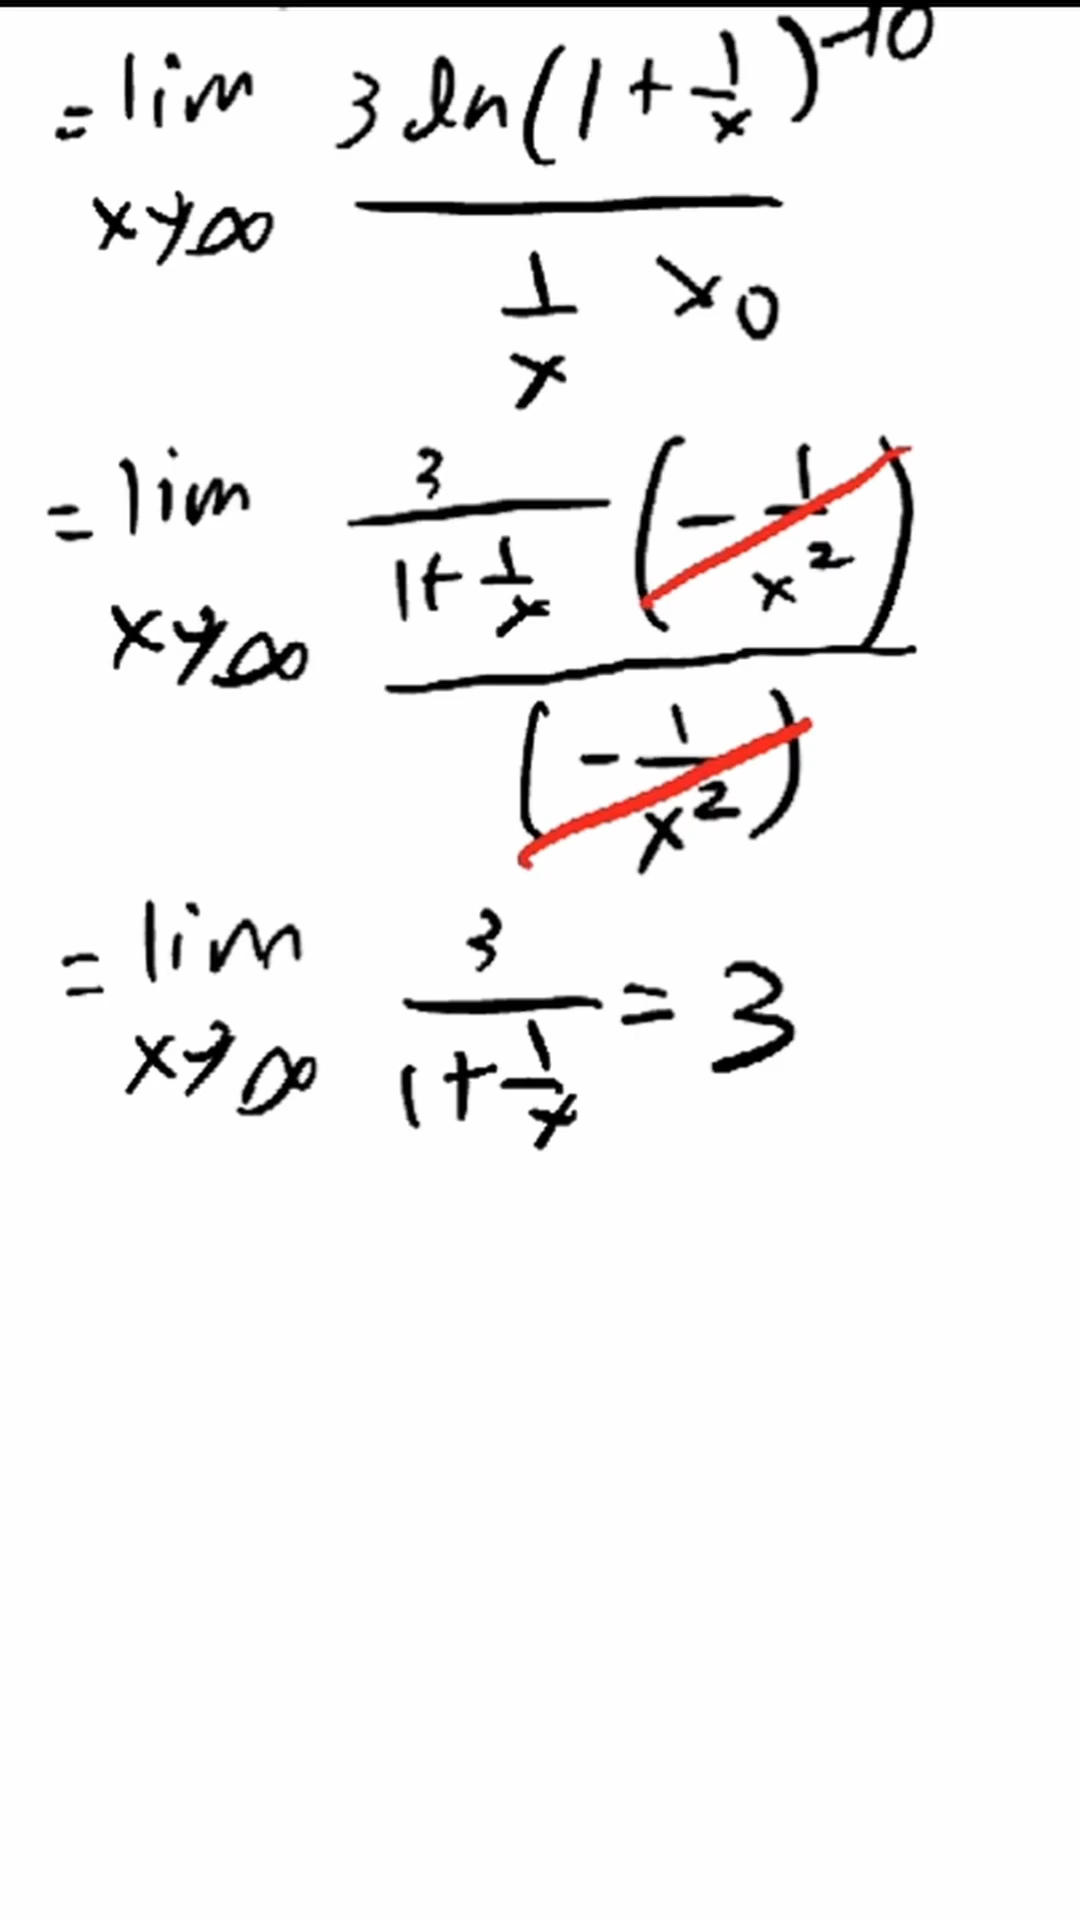 = lim 3 ln(1 + 1/x) →0
x→∞ 1/x →0
= lim 3/(1+1/x) (-1/x²)
x→∞ (-1/x²)
= lim 3/(1+1/x) = 3
x→∞